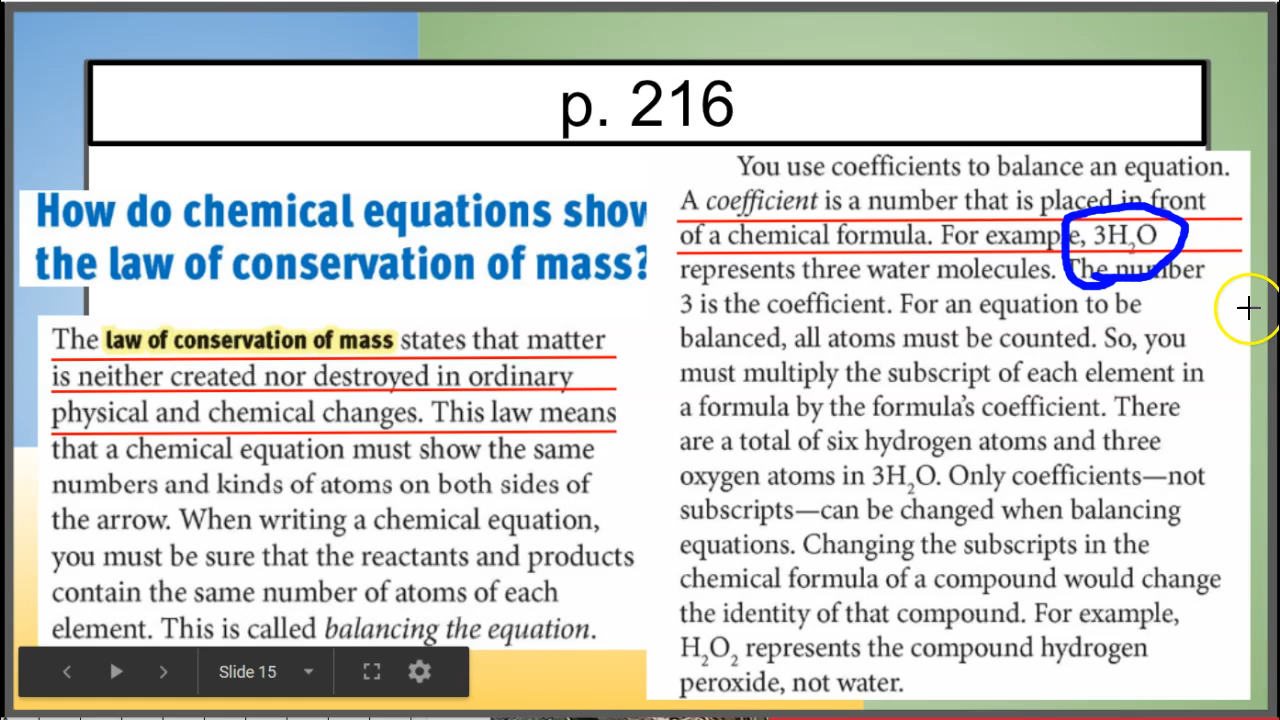 p. 216
How do chemical equations show
the law of conservation of mass?
The law of conservation of mass states that matter
is neither created nor destroyed in ordinary
physical and chemical changes. This law means
that a chemical equation must show the same
numbers and kinds of atoms on both sides of
the arrow. When writing a chemical equation,
you must be sure that the reactants and products
contain the same number of atoms of each
element. This is called balancing the equation.
You use coefficients to balance an equation.
A coefficient is a number that is placed in front
of a chemical formula. For example, 3H₂O
represents three water molecules. The number
3 is the coefficient. For an equation to be
balanced, all atoms must be counted. So, you
must multiply the subscript of each element in
a formula by the formula’s coefficient. There
are a total of six hydrogen atoms and three
oxygen atoms in 3H₂O. Only coefficients—not
subscripts—can be changed when balancing
equations. Changing the subscripts in the
chemical formula of a compound would change
the identity of that compound. For example,
H₂O₂ represents the compound hydrogen
peroxide, not water.
Slide 15